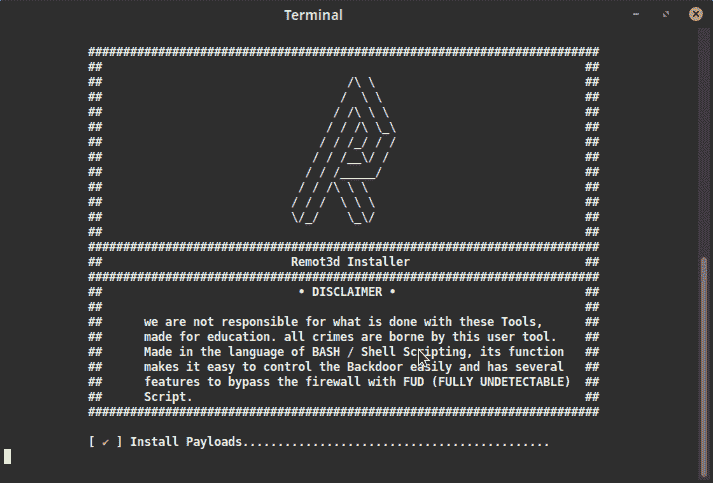 Terminal
###########################################################################
## ##
## /\ \ ##
## / \ \ ##
## / /\ \ \ ##
## / / /\ \_\ ##
## / / /_/ / / ##
## / / /__\/ / ##
## / / /_____/ ##
## / / /\ \ \ ##
## / / / \ \ \ ##
## \/_/ \_\/ ##
## ##
###########################################################################
## Remot3d Installer ##
###########################################################################
## • DISCLAIMER • ##
## ##
## we are not responsible for what is done with these Tools, ##
## made for education. all crimes are borne by this user tool. ##
## Made in the language of BASH / Shell Scripting, its function ##
## makes it easy to control the Backdoor easily and has several ##
## features to bypass the firewall with FUD (FULLY UNDETECTABLE) ##
## Script. ##
###########################################################################
[ ✔ ] Install Payloads............................................